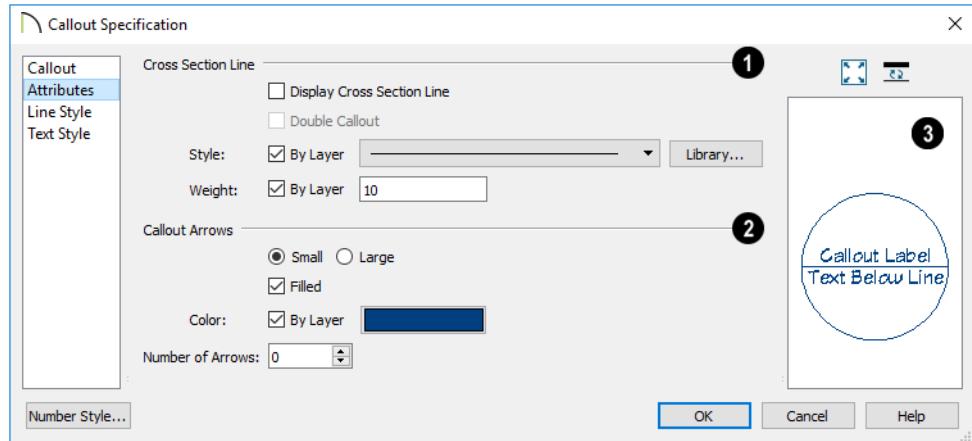 Callout Specification
Callout
Attributes
Line Style
Text Style
Cross Section Line
1
Display Cross Section Line
Double Callout
Style: By Layer Library...
Weight: By Layer 10
Callout Arrows
2
Small Large
Filled
Color: By Layer
Number of Arrows: 0
3
Callout Label
Text Below Line
Number Style... OK Cancel Help